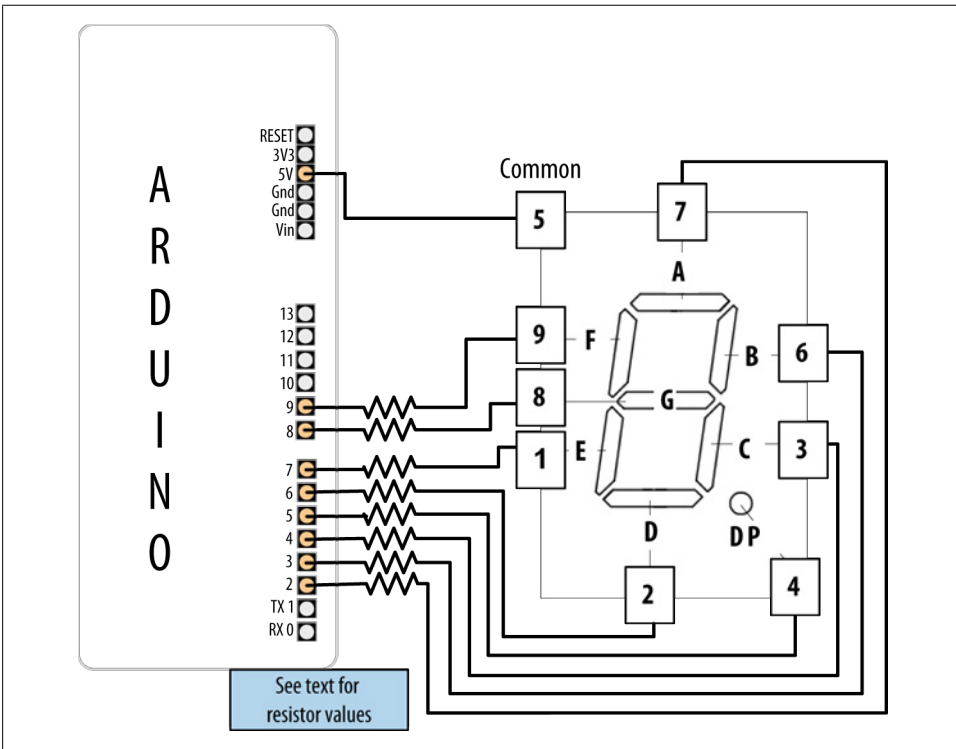 ARDUINO
RESET
3V3
5V
Gnd
Gnd
Vin
13
12
11
10
9
8
7
6
5
4
3
2
TX 1
RX 0
Common
5
7
A
9
F
B
6
8
G
1
E
C
3
D
DP
2
4
See text for
resistor values